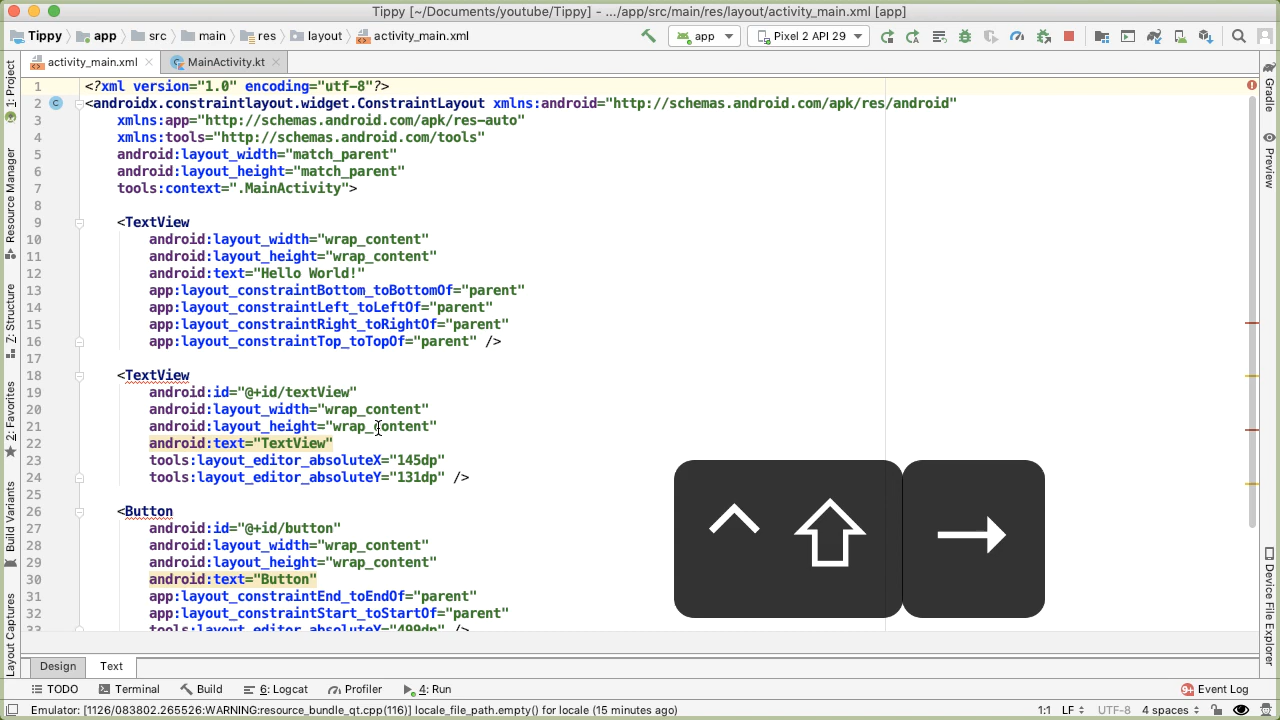 Tippy [~/Documents/youtube/Tippy] - .../app/src/main/res/layout/activity_main.xml [app]
Tippy app src main res layout activity_main.xml app Pixel 2 API 29
activity_main.xml MainActivity.kt
1 <?xml version="1.0" encoding="utf-8"?>
2 <androidx.constraintlayout.widget.ConstraintLayout xmlns:android="http://schemas.android.com/apk/res/android"
3 xmlns:app="http://schemas.android.com/apk/res-auto"
4 xmlns:tools="http://schemas.android.com/tools"
5 android:layout_width="match_parent"
6 android:layout_height="match_parent"
7 tools:context=".MainActivity">
8
9 <TextView
10 android:layout_width="wrap_content"
11 android:layout_height="wrap_content"
12 android:text="Hello World!"
13 app:layout_constraintBottom_toBottomOf="parent"
14 app:layout_constraintLeft_toLeftOf="parent"
15 app:layout_constraintRight_toRightOf="parent"
16 app:layout_constraintTop_toTopOf="parent" />
17
18 <TextView
19 android:id="@+id/textView"
20 android:layout_width="wrap_content"
21 android:layout_height="wrap_content"
22 android:text="TextView"
23 tools:layout_editor_absoluteX="145dp"
24 tools:layout_editor_absoluteY="131dp" />
25
26 <Button
27 android:id="@+id/button"
28 android:layout_width="wrap_content"
29 android:layout_height="wrap_content"
30 android:text="Button"
31 app:layout_constraintEnd_toEndOf="parent"
32 app:layout_constraintStart_toStartOf="parent"
33 tools:layout_editor_absoluteY="499dp" />
1: Project
Resource Manager
Z: Structure
2: Favorites
Build Variants
Layout Captures
Gradle
Preview
Device File Explorer
Design Text
TODO Terminal Build 6: Logcat Profiler 4: Run 9+ Event Log
Emulator: [1126/083802.265526:WARNING:resource_bundle_qt.cpp(116)] locale_file_path.empty() for locale (15 minutes ago) 1:1 LF UTF-8 4 spaces